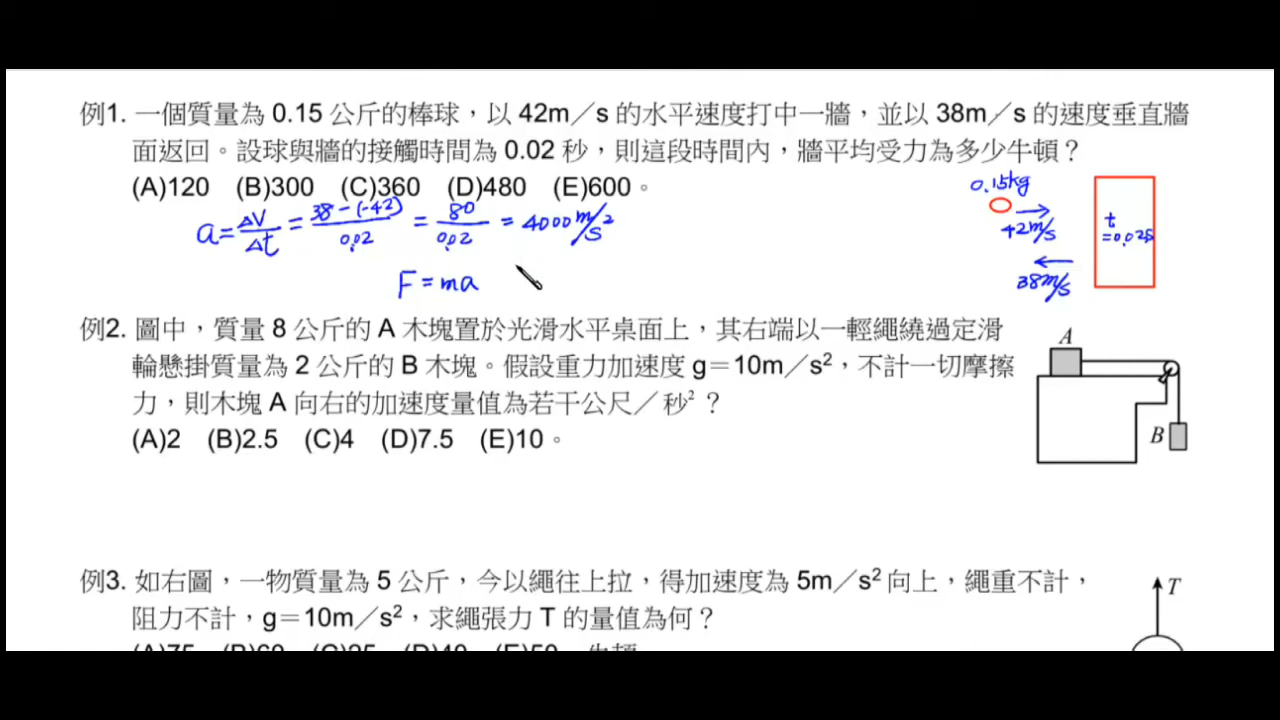 例1. 一個質量為 0.15 公斤的棒球，以 42m／s 的水平速度打中一牆，並以 38m／s 的速度垂直牆
面返回。設球與牆的接觸時間為 0.02 秒，則這段時間內，牆平均受力為多少牛頓？
(A)120 (B)300 (C)360 (D)480 (E)600。
a = ΔV/Δt = 38-(-42)/0.02 = 80/0.02 = 4000 m/s²
F = ma
0.15kg
42m/s
38m/s
t
=0.02s
例2. 圖中，質量 8 公斤的 A 木塊置於光滑水平桌面上，其右端以一輕繩繞過定滑
輪懸掛質量為 2 公斤的 B 木塊。假設重力加速度 g＝10m／s²，不計一切摩擦
力，則木塊 A 向右的加速度量值為若干公尺／秒²？
(A)2 (B)2.5 (C)4 (D)7.5 (E)10。
A
B
例3. 如右圖，一物質量為 5 公斤，今以繩往上拉，得加速度為 5m／s² 向上，繩重不計，
阻力不計，g＝10m／s²，求繩張力 T 的量值為何？
(A)75 (B)60 (C)25 (D)40 (E)50 牛頓
T